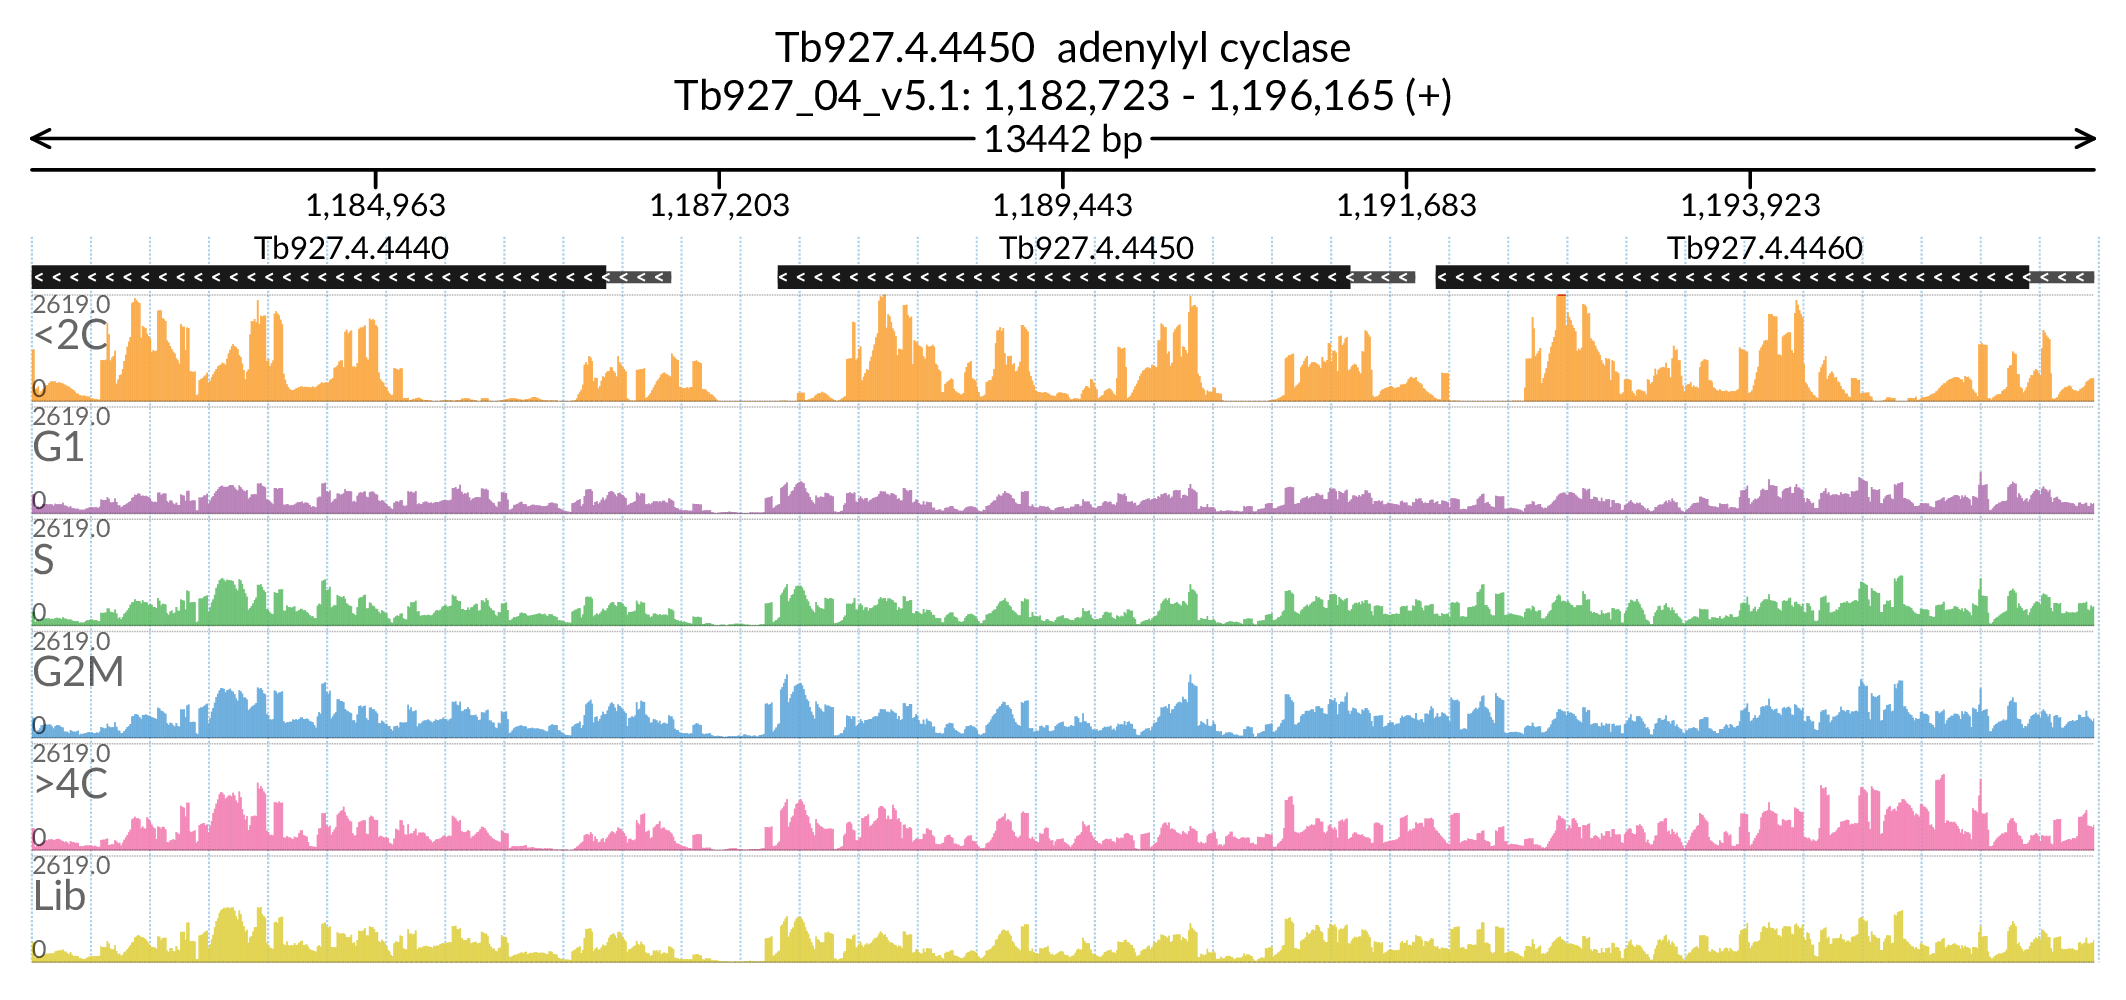 Tb927.4.4450 adenylyl cyclase
Tb927_04_v5.1: 1,182,723 - 1,196,165 (+)
13442 bp
1,184,963 1,187,203 1,189,443 1,191,683 1,193,923
Tb927.4.4440 Tb927.4.4450 Tb927.4.4460
2619.0
<2C
0
2619.0
G1
0
2619.0
S
0
2619.0
G2M
0
2619.0
>4C
0
2619.0
Lib
0